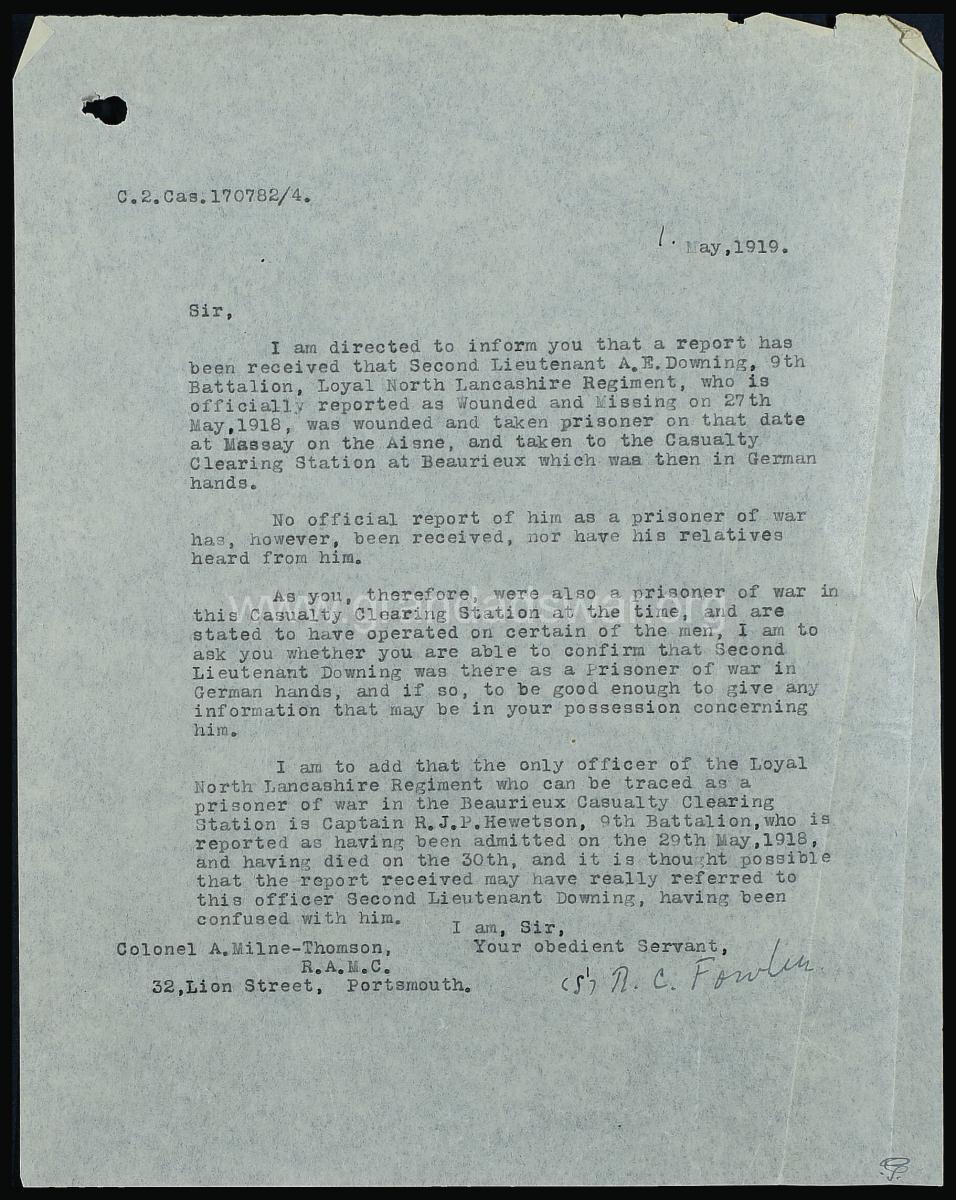 C.2.Cas.170782/4.
1. May,1919.
Sir,
I am directed to inform you that a report has
been received that Second Lieutenant A.E.Downing, 9th
Battalion, Loyal North Lancashire Regiment, who is
officially reported as Wounded and Missing on 27th
May,1918, was wounded and taken prisoner on that date
at Massay on the Aisne, and taken to the Casualty
Clearing Station at Beaurieux which was then in German
hands.
No official report of him as a prisoner of war
has, however, been received, nor have his relatives
heard from him.
As you, therefore, were also a prisoner of war in
this Casualty Clearing Station at the time, and are
stated to have operated on certain of the men, I am to
ask you whether you are able to confirm that Second
Lieutenant Downing was there as a Prisoner of war in
German hands, and if so, to be good enough to give any
information that may be in your possession concerning
him.
I am to add that the only officer of the Loyal
North Lancashire Regiment who can be traced as a
prisoner of war in the Beaurieux Casualty Clearing
Station is Captain R.J.P.Hewetson, 9th Battalion,who is
reported as having been admitted on the 29th May,1918,
and having died on the 30th, and it is thought possible
that the report received may have really referred to
this officer Second Lieutenant Downing, having been
confused with him.
I am, Sir,
Colonel A.Milne-Thomson, Your obedient Servant,
R.A.M.C.
32,Lion Street, Portsmouth. (S) R. C. Fowler.